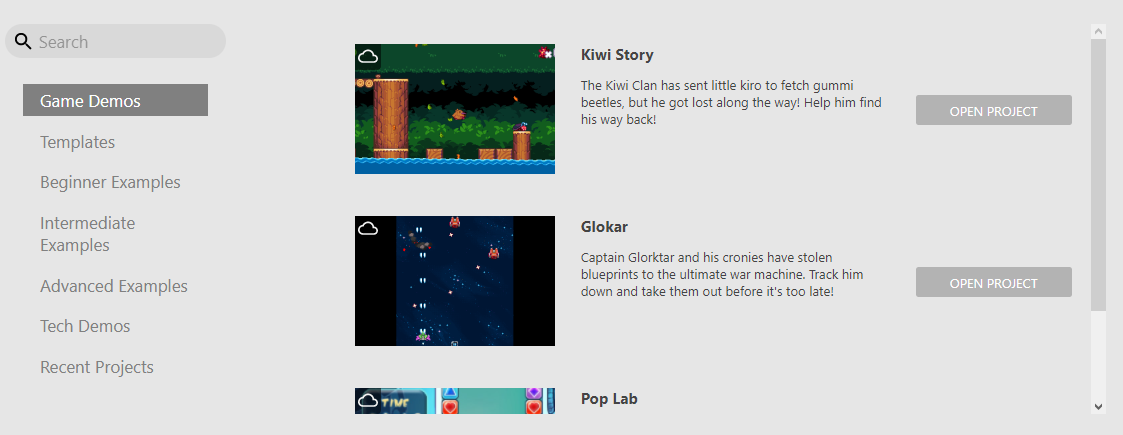 Search
Game Demos
Templates
Beginner Examples
Intermediate
Examples
Advanced Examples
Tech Demos
Recent Projects
Kiwi Story
The Kiwi Clan has sent little kiro to fetch gummi
beetles, but he got lost along the way! Help him find
his way back!
OPEN PROJECT
Glokar
Captain Glorktar and his cronies have stolen
blueprints to the ultimate war machine. Track him
down and take them out before it's too late!
OPEN PROJECT
TIME
Pop Lab